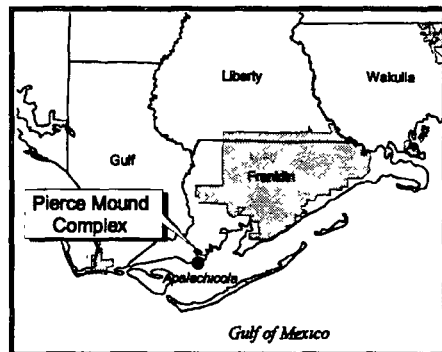 Liberty
Wakulla
Gulf
Franklin
Pierce Mound
Complex
Apalachicola
Gulf of Mexico